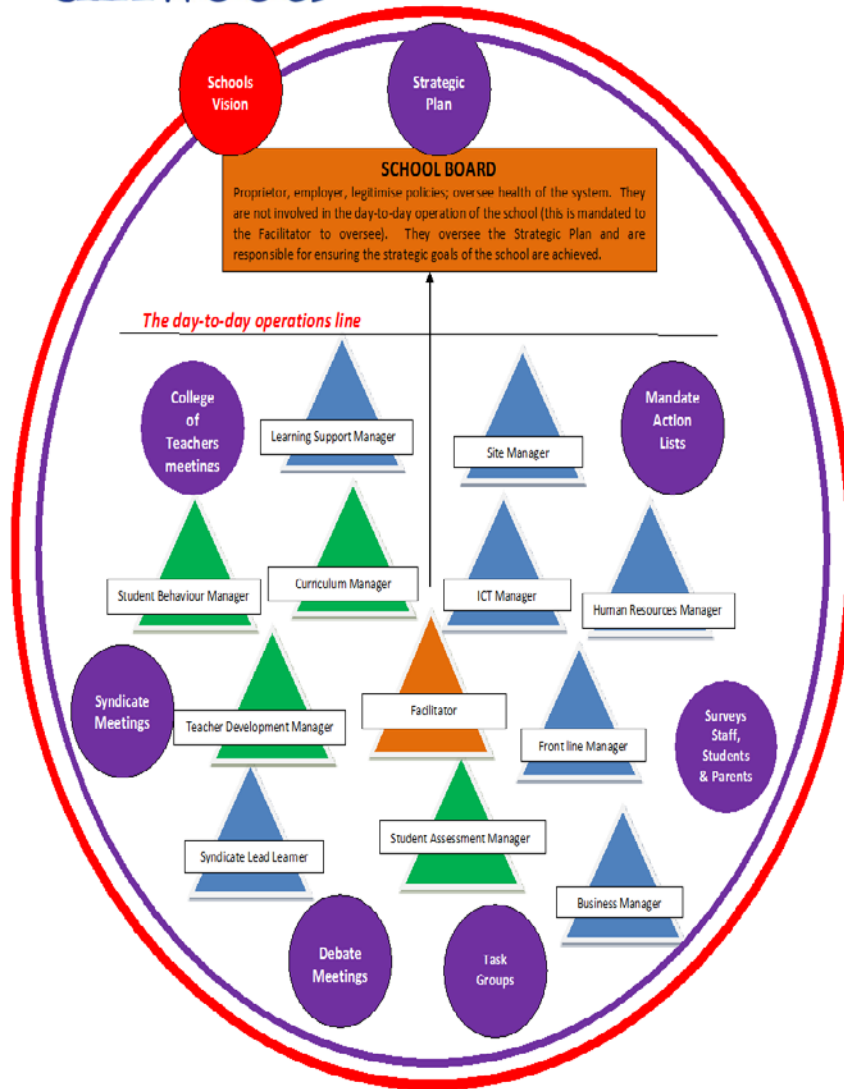 Schools
Vision
Strategic
Plan
SCHOOL BOARD
Proprietor, employer, legitimise policies; oversee health of the system. They
are not involved in the day-to-day operation of the school (this is mandated to
the Facilitator to oversee). They oversee the Strategic Plan and are
responsible for ensuring the strategic goals of the school are achieved.
The day-to-day operations line
College
of
Teachers
meetings
Learning Support Manager
Site Manager
Mandate
Action
Lists
Student Behaviour Manager
Curriculum Manager
ICT Manager
Human Resources Manager
Syndicate
Meetings
Teacher Development Manager
Facilitator
Front line Manager
Surveys
Staff,
Students
& Parents
Syndicate Lead Learner
Student Assessment Manager
Business Manager
Debate
Meetings
Task
Groups